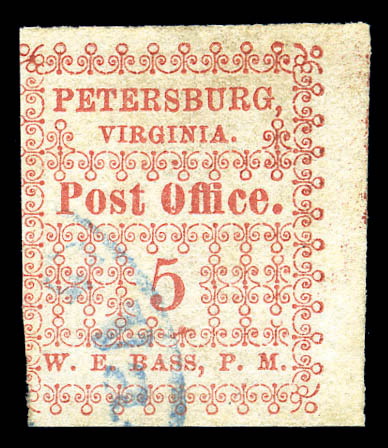 PETERSBURG,
VIRGINIA.
Post Office.
5
W. E. BASS, P. M.